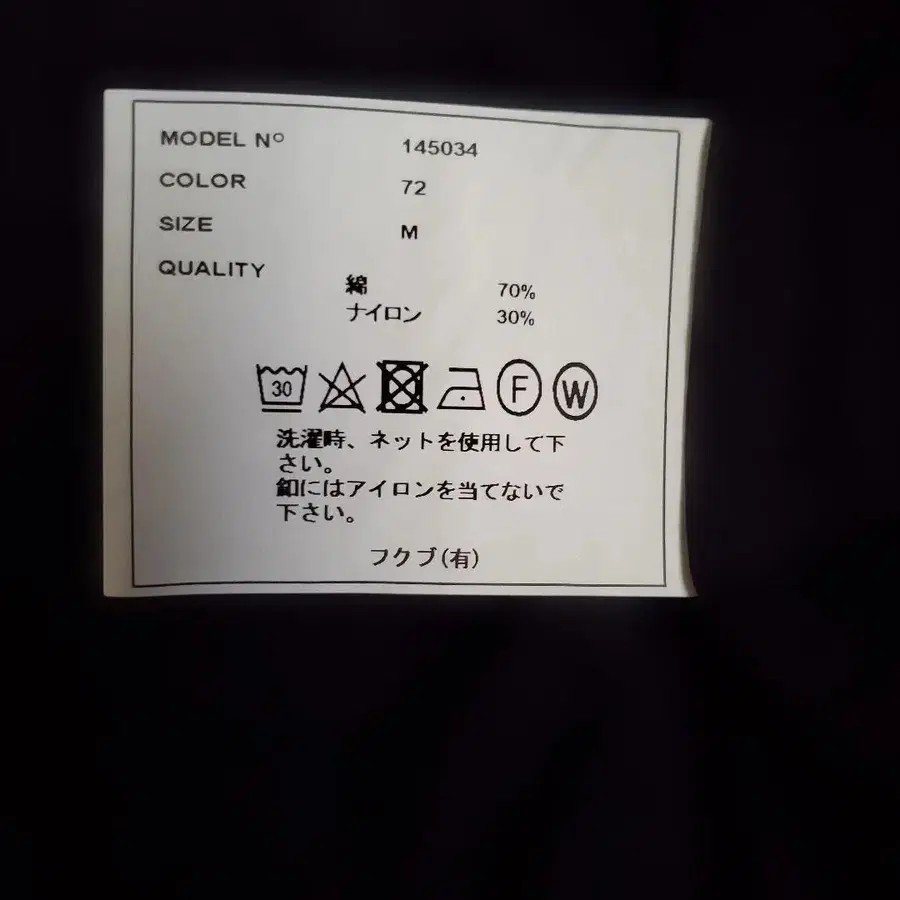 MODEL Nº 145034
COLOR 72
SIZE M
QUALITY
綿 70%
ナイロン 30%
30 F W
洗濯時、ネットを使用して下
さい。
釦にはアイロンを当てないで
下さい。
フクブ(有)